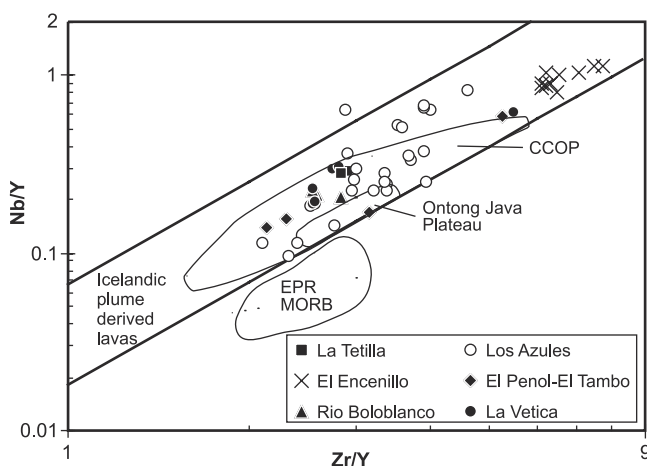 2
1
0.1
0.01
Nb/Y
CCOP
Ontong Java
Plateau
Icelandic
plume
derived
lavas
EPR
MORB
La Tetilla
Los Azules
El Encenillo
El Penol-El Tambo
Rio Boloblanco
La Vetica
1
9
Zr/Y